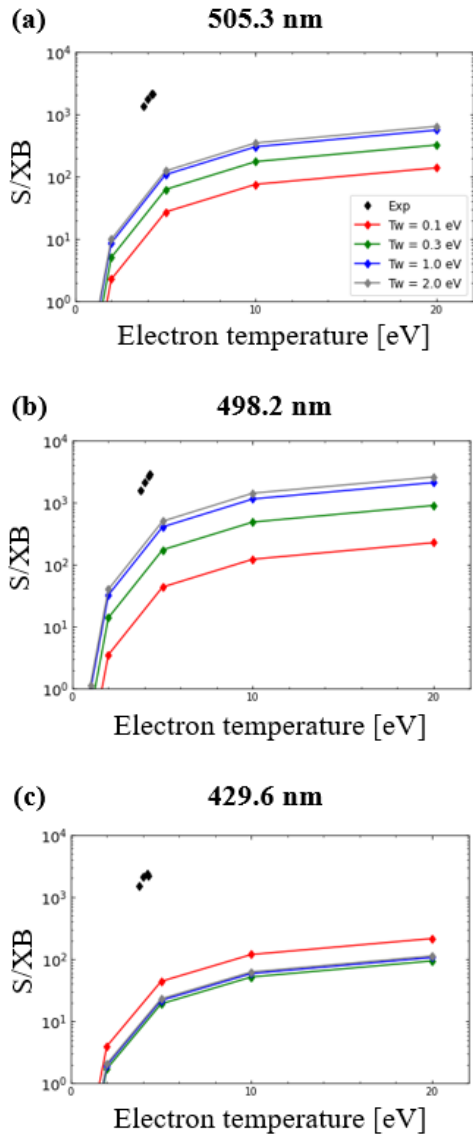 (a) 505.3 nm
10⁴
10³
10²
10¹
10⁰
S/XB
Exp
Tw = 0.1 eV
Tw = 0.3 eV
Tw = 1.0 eV
Tw = 2.0 eV
0 10 20
Electron temperature [eV]
(b) 498.2 nm
10⁴
10³
10²
10¹
10⁰
S/XB
0 10 20
Electron temperature [eV]
(c) 429.6 nm
10⁴
10³
10²
10¹
10⁰
S/XB
0 10 20
Electron temperature [eV]